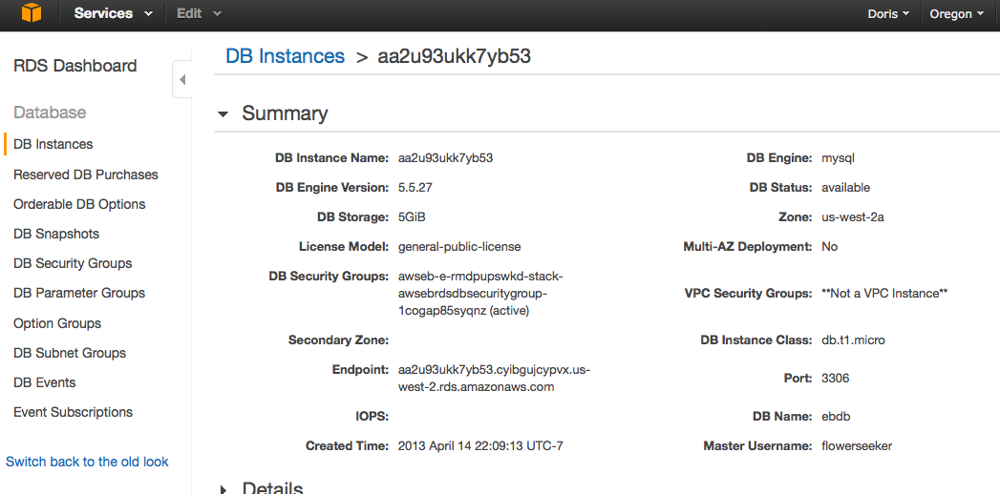 Services Edit Doris Oregon
RDS Dashboard
Database
DB Instances
Reserved DB Purchases
Orderable DB Options
DB Snapshots
DB Security Groups
DB Parameter Groups
Option Groups
DB Subnet Groups
DB Events
Event Subscriptions
Switch back to the old look
DB Instances > aa2u93ukk7yb53
Summary
DB Instance Name: aa2u93ukk7yb53
DB Engine: mysql
DB Engine Version: 5.5.27
DB Status: available
DB Storage: 5GiB
Zone: us-west-2a
License Model: general-public-license
Multi-AZ Deployment: No
DB Security Groups: awseb-e-rmdpupswkd-stack-
awsebrdsdbsecuritygroup-
1cogap85syqnz (active)
VPC Security Groups: **Not a VPC Instance**
Secondary Zone:
DB Instance Class: db.t1.micro
Endpoint: aa2u93ukk7yb53.cyibgujcypvx.us-
west-2.rds.amazonaws.com
Port: 3306
IOPS:
DB Name: ebdb
Created Time: 2013 April 14 22:09:13 UTC-7
Master Username: flowerseeker
Details